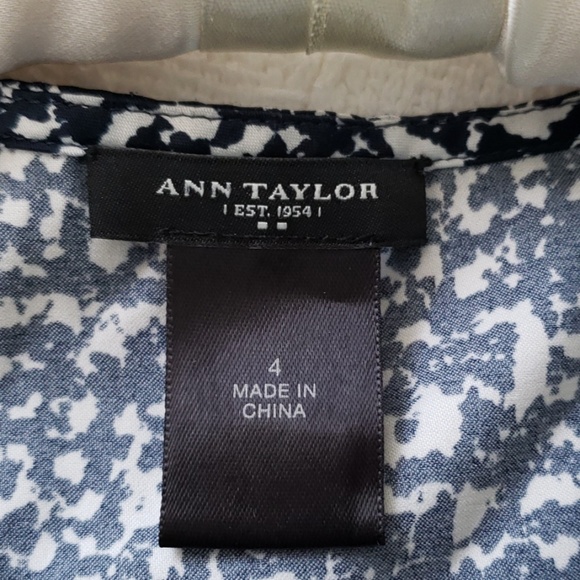 ANN TAYLOR
| EST. 1954 |
4
MADE IN
CHINA